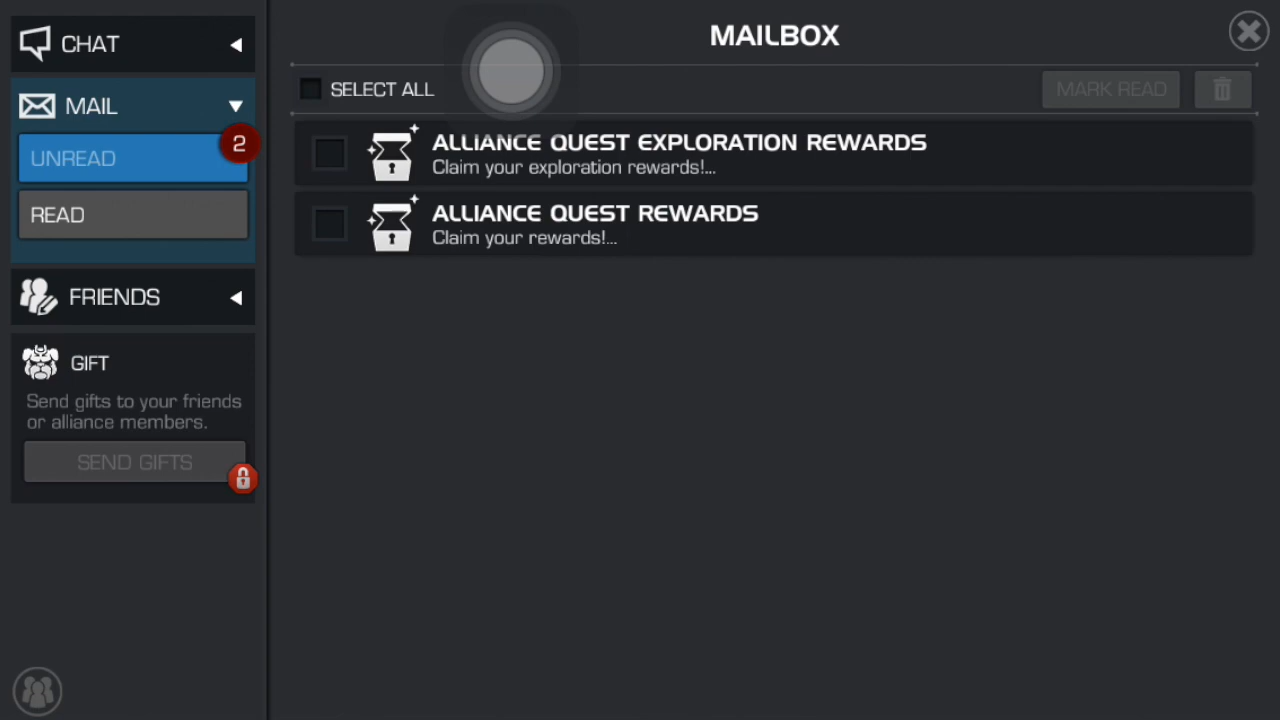 CHAT
MAIL
UNREAD
2
READ
FRIENDS
GIFT
Send gifts to your friends
or alliance members.
SEND GIFTS
MAILBOX
SELECT ALL
MARK READ
ALLIANCE QUEST EXPLORATION REWARDS
Claim your exploration rewards!...
ALLIANCE QUEST REWARDS
Claim your rewards!...